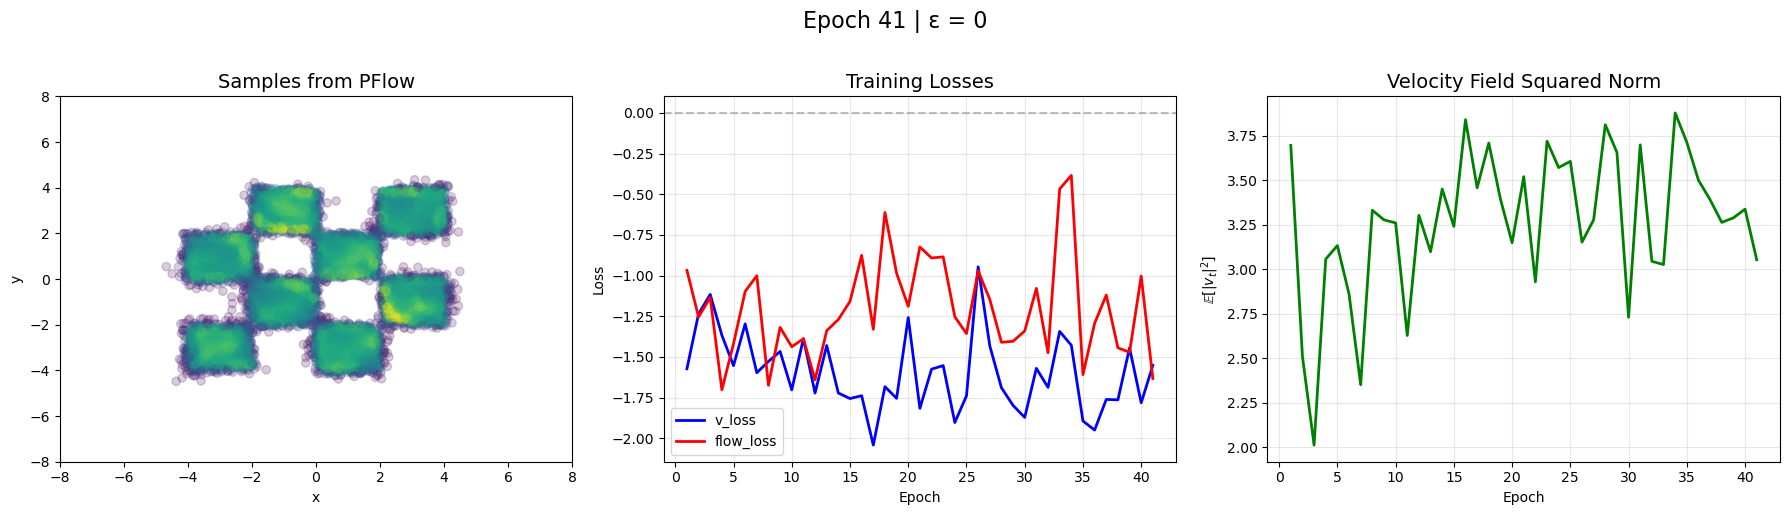 Epoch 41 | ε = 0
Samples from PFlow
y
8
6
4
2
0
−2
−4
−6
−8
−8 −6 −4 −2 0 2 4 6 8
x
Training Losses
Loss
0.00
−0.25
−0.50
−0.75
−1.00
−1.25
−1.50
−1.75
−2.00
v_loss
flow_loss
0 5 10 15 20 25 30 35 40
Epoch
Velocity Field Squared Norm
𝔼[|v_t|²]
3.75
3.50
3.25
3.00
2.75
2.50
2.25
2.00
0 5 10 15 20 25 30 35 40
Epoch